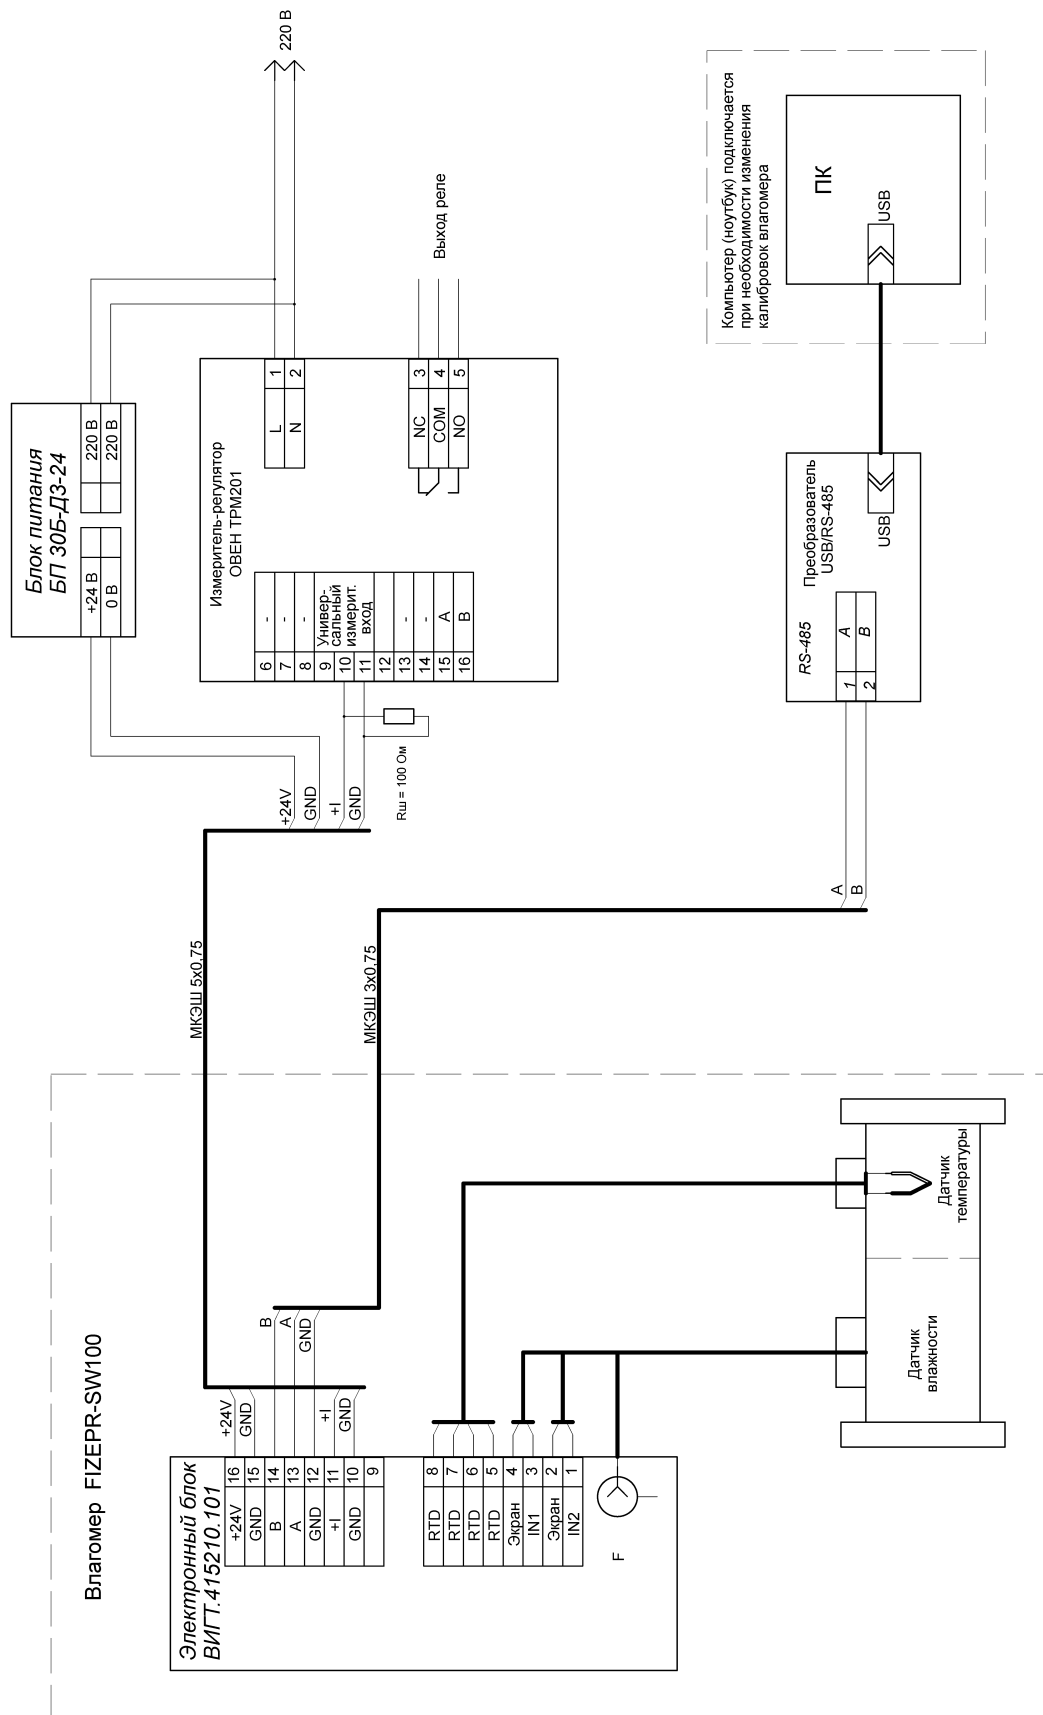 Влагомер FIZEPR-SW100
Электронный блок
ВИГТ.415210.101
+24V 16
GND 15
B 14
A 13
GND 12
+I 11
GND 10
9
RTD 8
RTD 7
RTD 6
RTD 5
Экран 4
IN1 3
Экран 2
IN2 1
F
+24V
GND
B
A
GND
+I
GND
Датчик
влажности
Датчик
температуры
МКЭШ 5х0,75
МКЭШ 3х0,75
+24V
GND
+I
GND
Rш = 100 Ом
A
B
Блок питания
БП 30Б-Д3-24
+24 В
0 В
220 В
220 В
Измеритель-регулятор
ОВЕН ТРМ201
6 -
7 -
8 -
9
10
11
12
Универ-
сальный
измерит.
вход
13 -
14 -
15 A
16 B
L 1
N 2
NC 3
COM 4
NO 5
220 В
Выход реле
Преобразователь
USB/RS-485
RS-485
1 A
2 B
USB
Компьютер (ноутбук) подключается
при необходимости изменения
калибровок влагомера
ПК
USB